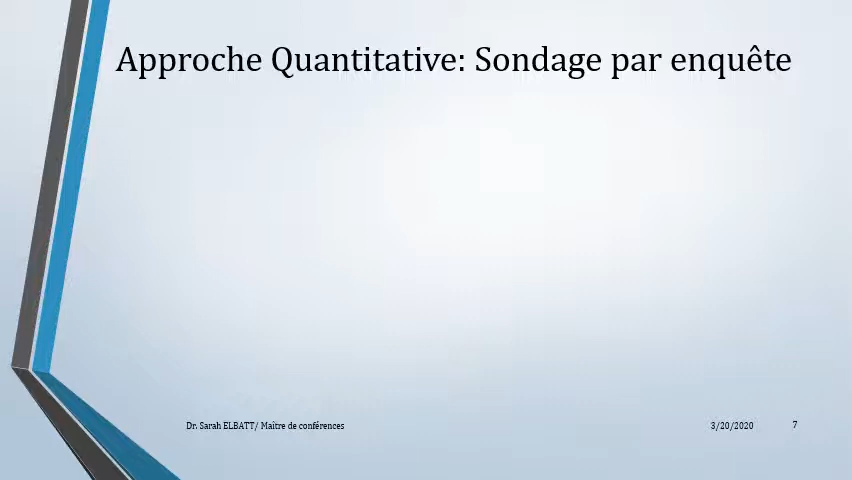 Approche Quantitative: Sondage par enquête
Dr. Sarah ELBATT/ Maître de conférences 3/20/2020 7